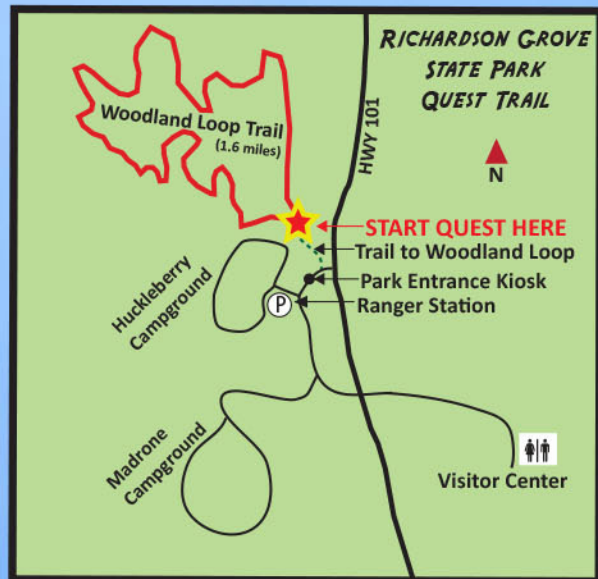 RICHARDSON GROVE
STATE PARK
QUEST TRAIL
N
HWY 101
Woodland Loop Trail
(1.6 miles)
START QUEST HERE
Trail to Woodland Loop
Park Entrance Kiosk
Ranger Station
P
Huckleberry
Campground
Madrone
Campground
Visitor Center